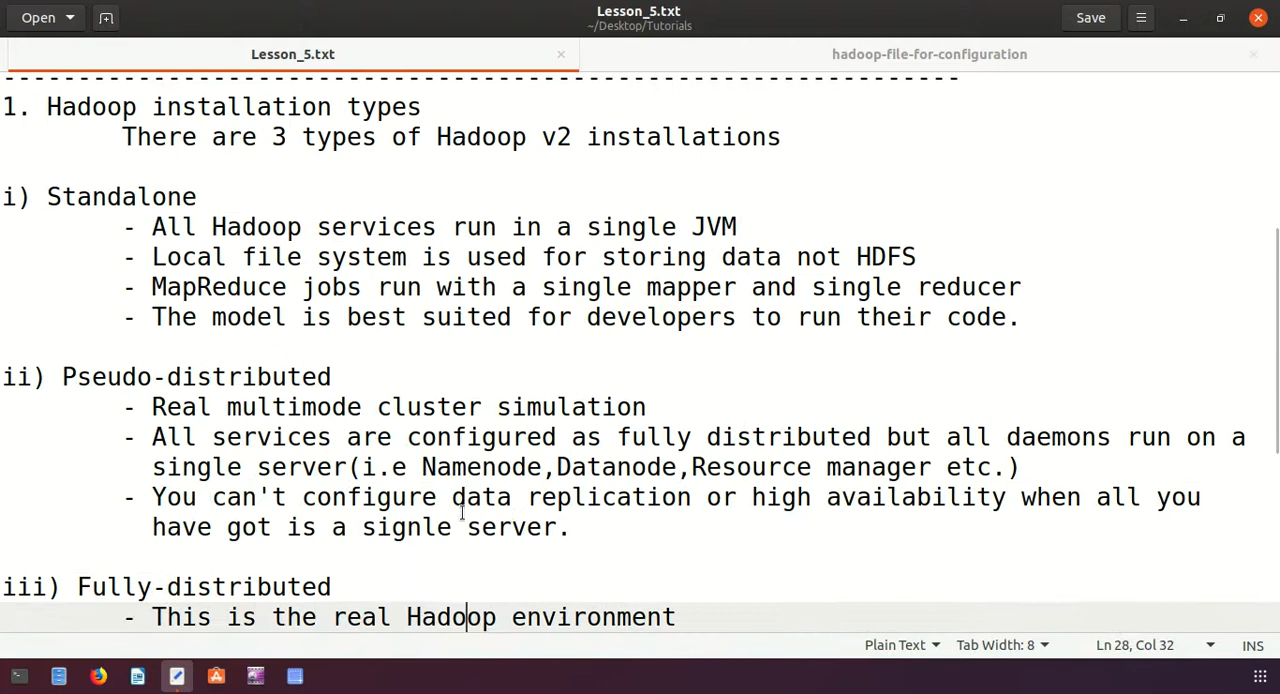 Open
Lesson_5.txt
~/Desktop/Tutorials
Save
Lesson_5.txt
hadoop-file-for-configuration
----------------------------------------------------------------
1. Hadoop installation types
There are 3 types of Hadoop v2 installations
i) Standalone
- All Hadoop services run in a single JVM
- Local file system is used for storing data not HDFS
- MapReduce jobs run with a single mapper and single reducer
- The model is best suited for developers to run their code.
ii) Pseudo-distributed
- Real multimode cluster simulation
- All services are configured as fully distributed but all daemons run on a
single server(i.e Namenode,Datanode,Resource manager etc.)
- You can't configure data replication or high availability when all you
have got is a signle server.
iii) Fully-distributed
- This is the real Hadoop environment
Plain Text
Tab Width: 8
Ln 28, Col 32
INS